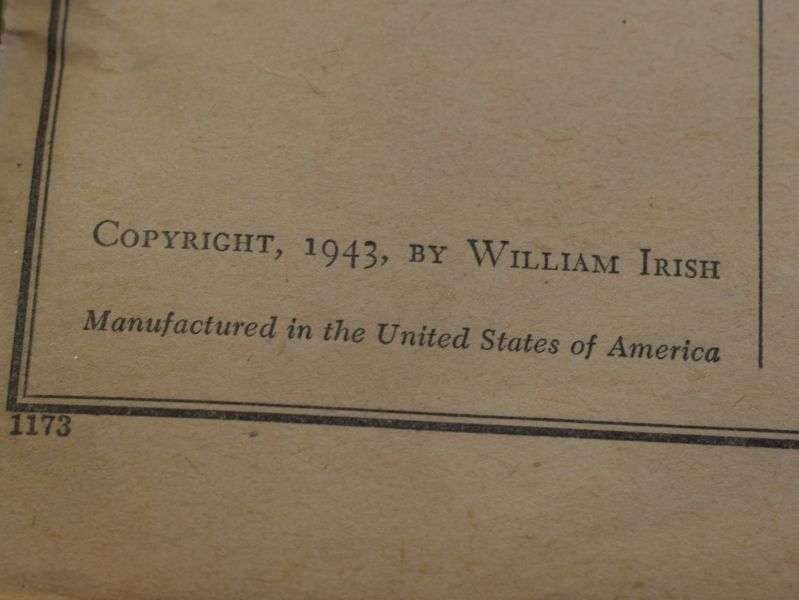 Copyright, 1943, by William Irish
Manufactured in the United States of America
1173